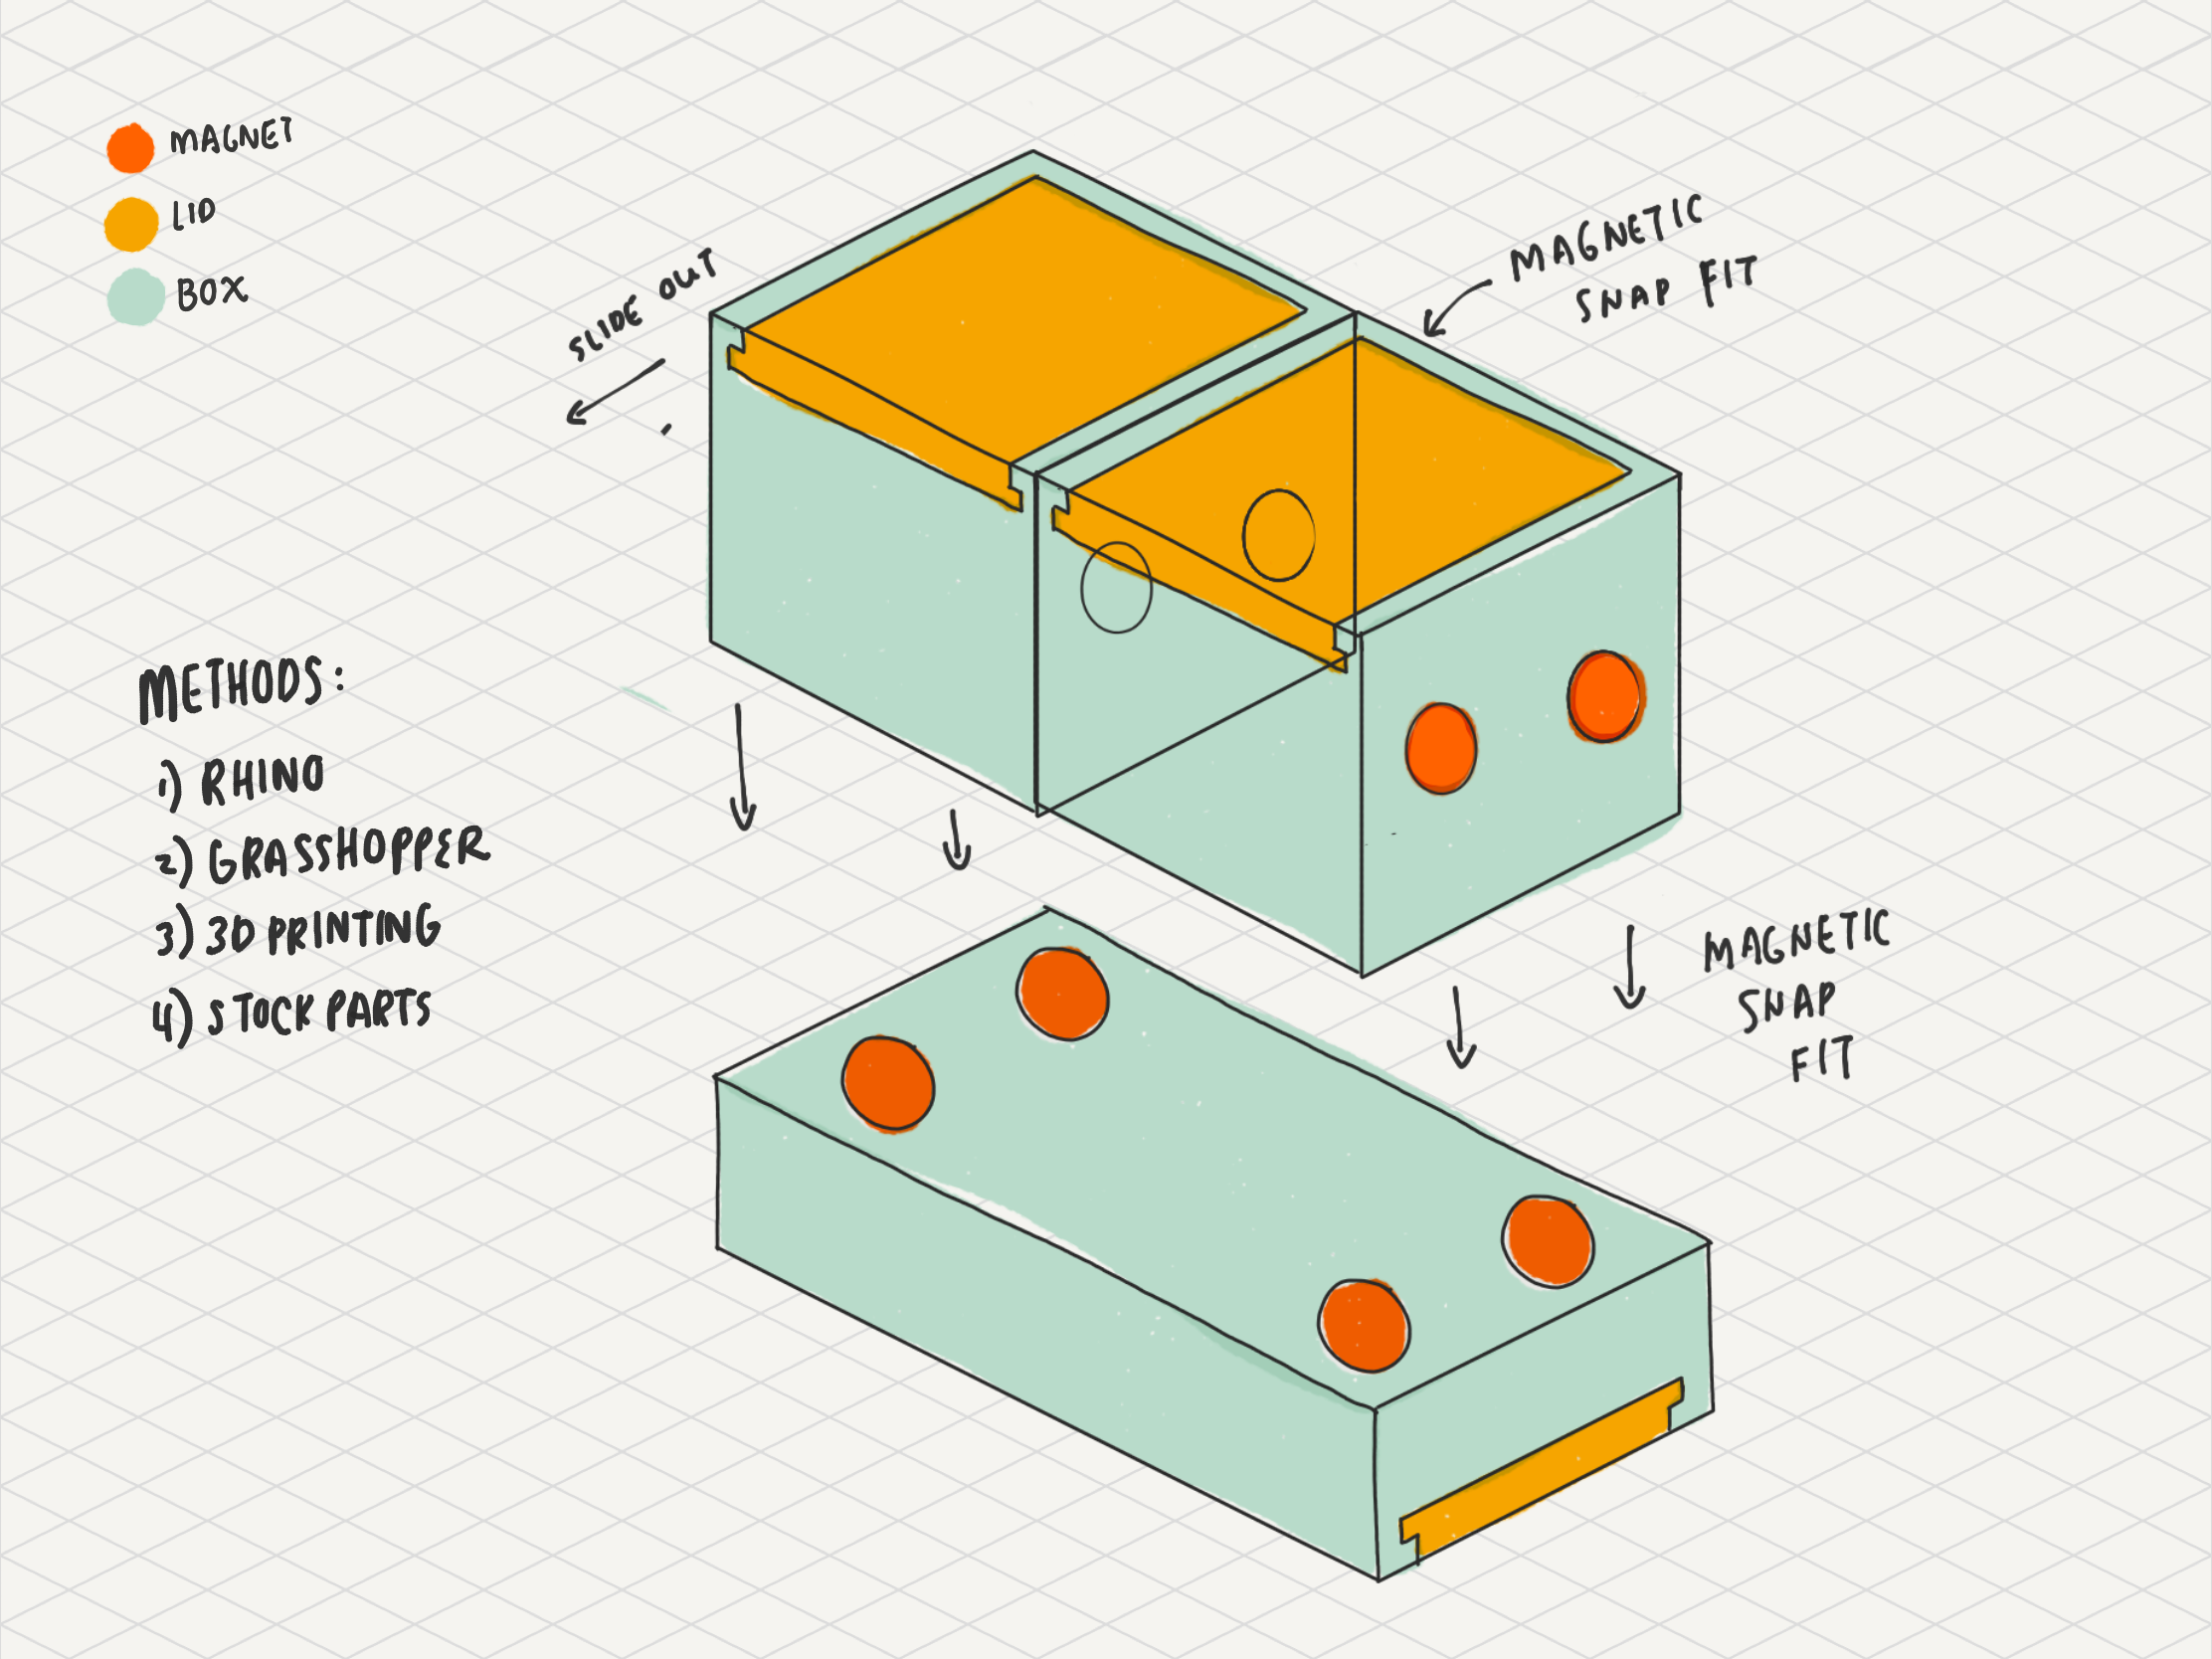 MAGNET
LID
BOX
SLIDE OUT
MAGNETIC
SNAP FIT
METHODS:
1) RHINO
2) GRASSHOPPER
3) 3D PRINTING
4) STOCK PARTS
MAGNETIC
SNAP
FIT